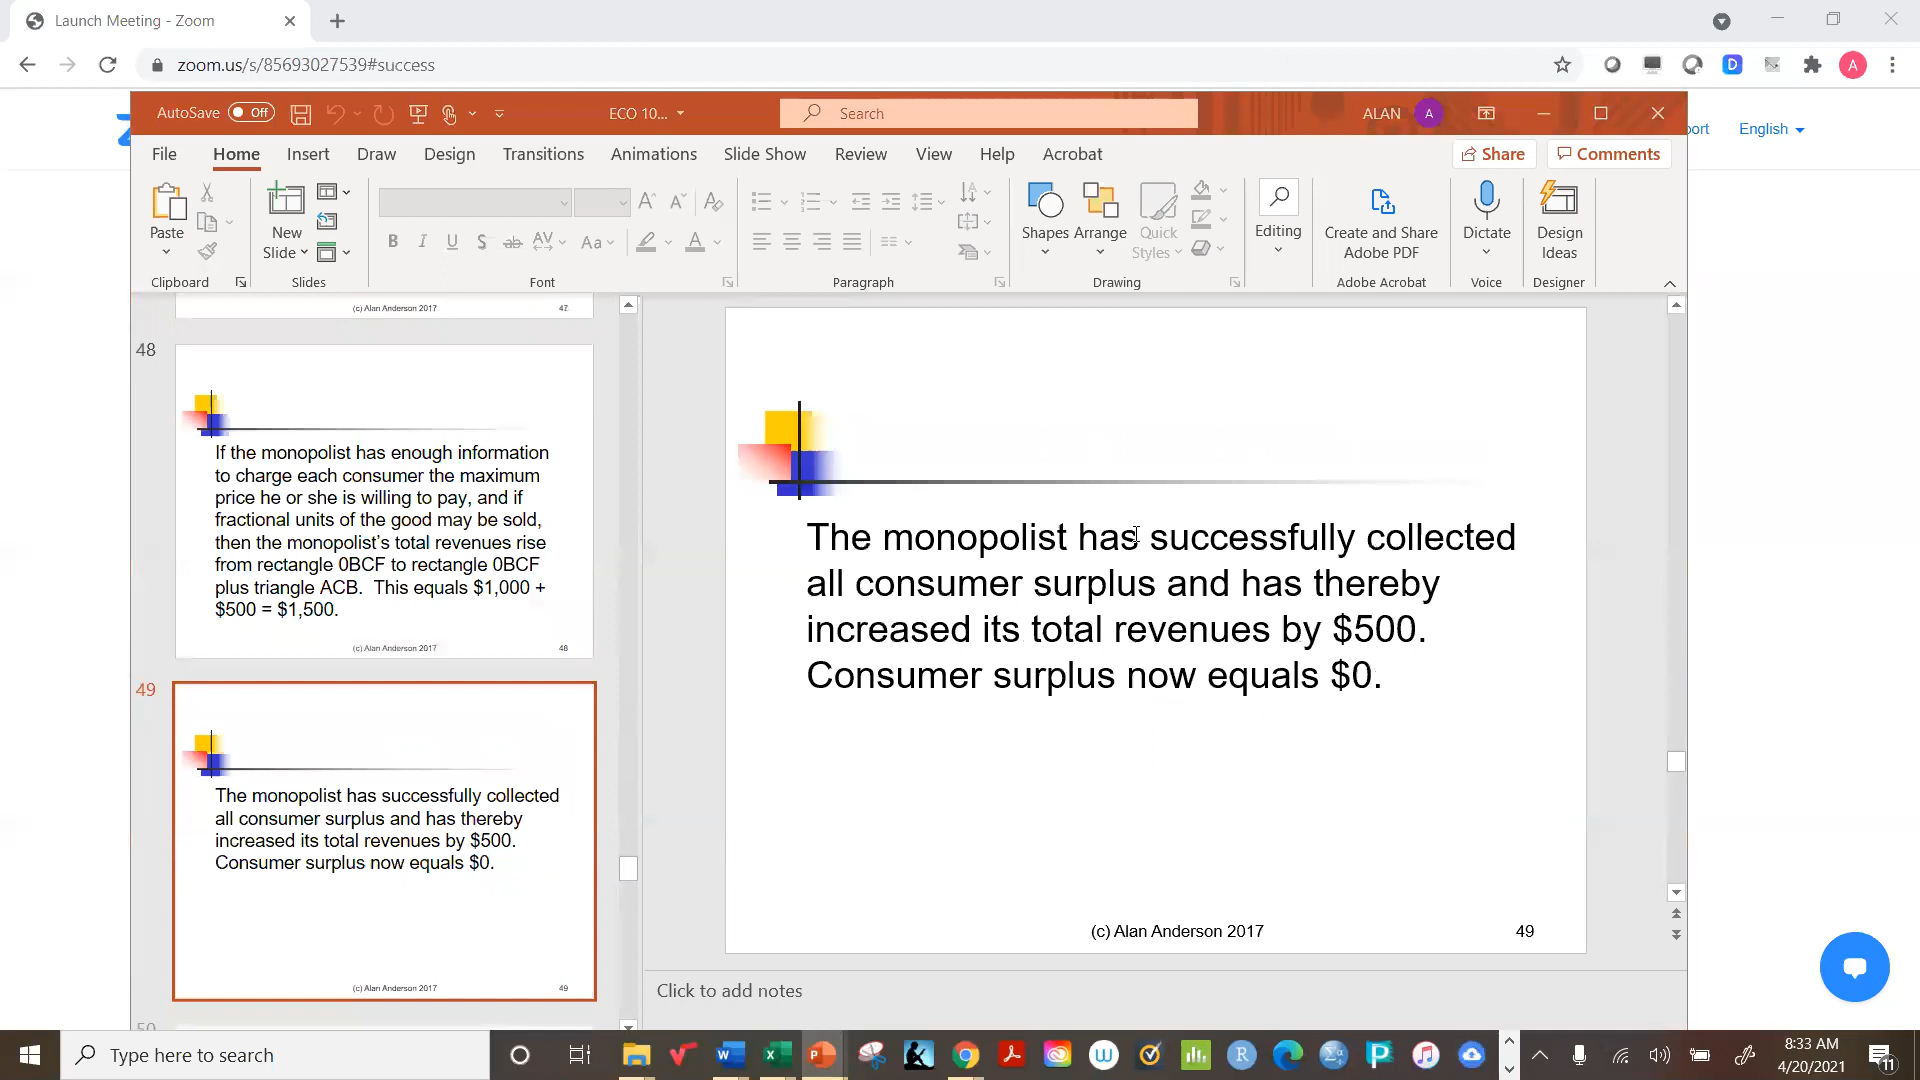 Launch Meeting - Zoom
zoom.us/s/85693027539#success
AutoSave Off
ECO 10...
Search
ALAN A
port English
File Home Insert Draw Design Transitions Animations Slide Show Review View Help Acrobat
Share Comments
Paste
New Slide
Shapes Arrange Quick Styles
Editing
Create and Share Adobe PDF
Dictate
Design Ideas
Clipboard Slides Font Paragraph Drawing Adobe Acrobat Voice Designer
(c) Alan Anderson 2017 47
48
If the monopolist has enough information
to charge each consumer the maximum
price he or she is willing to pay, and if
fractional units of the good may be sold,
then the monopolist's total revenues rise
from rectangle 0BCF to rectangle 0BCF
plus triangle ACB. This equals $1,000 +
$500 = $1,500.
(c) Alan Anderson 2017 48
49
The monopolist has successfully collected
all consumer surplus and has thereby
increased its total revenues by $500.
Consumer surplus now equals $0.
(c) Alan Anderson 2017 49
50
The monopolist has successfully collected
all consumer surplus and has thereby
increased its total revenues by $500.
Consumer surplus now equals $0.
(c) Alan Anderson 2017 49
Click to add notes
Type here to search
8:33 AM
4/20/2021
11